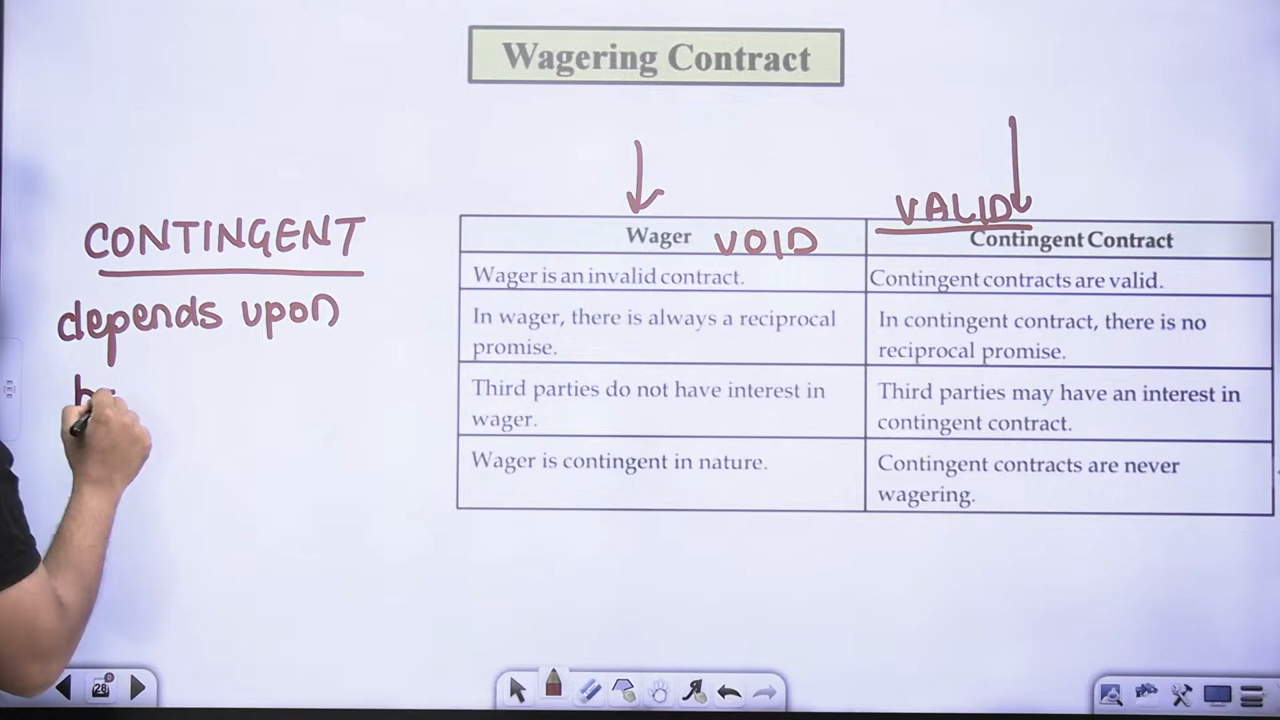 Wagering Contract
CONTINGENT
depends upon
VALID
Wager VOID
Contingent Contract
Wager is an invalid contract.
Contingent contracts are valid.
In wager, there is always a reciprocal
promise.
In contingent contract, there is no
reciprocal promise.
Third parties do not have interest in
wager.
Third parties may have an interest in
contingent contract.
Wager is contingent in nature.
Contingent contracts are never
wagering.
28